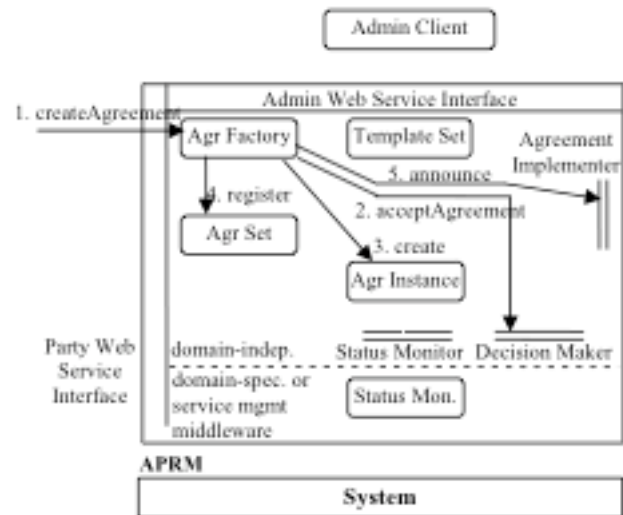 Admin Client
Admin Web Service Interface
1. createAgreement
Agr Factory
Template Set
Agreement
Implementer
5. announce
4. register
2. acceptAgreement
Agr Set
3. create
Agr Instance
Party Web
Service
Interface
domain-indep.
Status Monitor
Decision Maker
domain-spec. or
service mgmt
middleware
Status Mon.
APRM
System